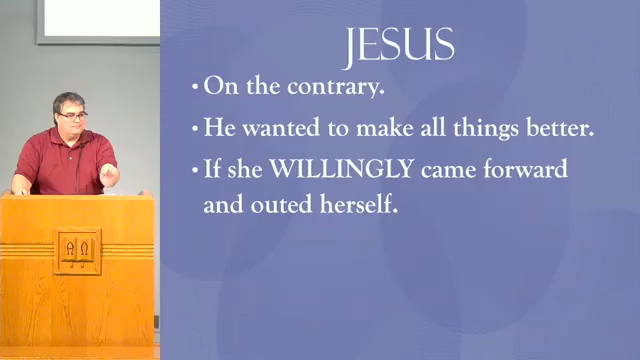 JESUS
• On the contrary.
• He wanted to make all things better.
• If she WILLINGLY came forward
and outed herself.
Α Ω